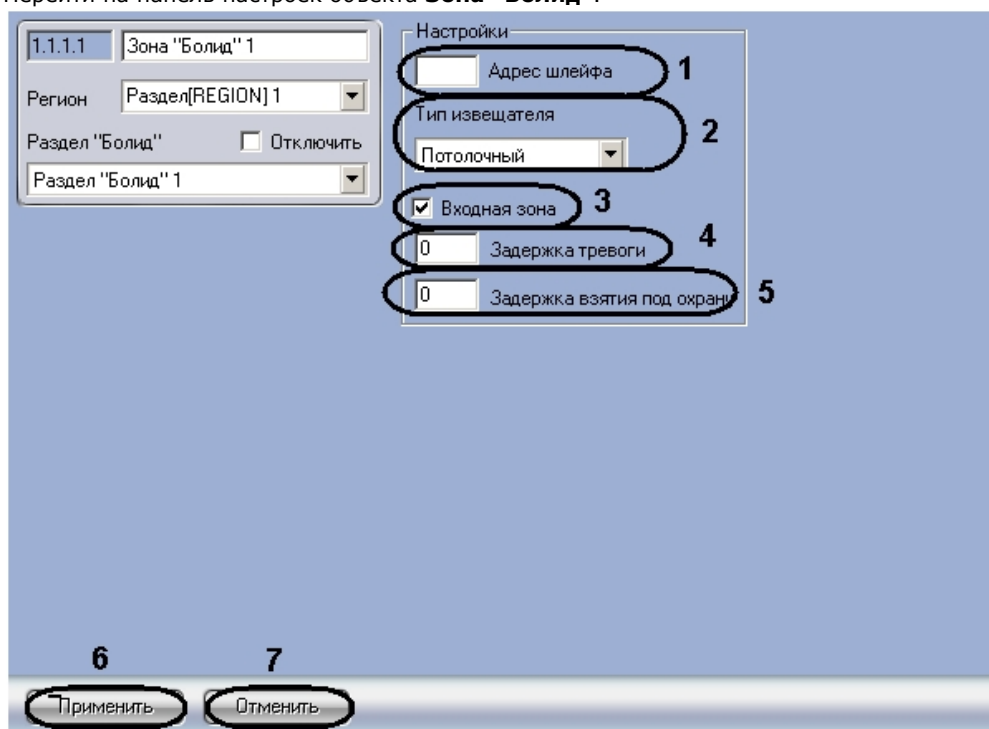 Перейти на панель настроек объекта Зона "Болид".
1.1.1.1 Зона "Болид" 1
Регион Раздел[REGION] 1
Раздел "Болид" Отключить
Раздел "Болид" 1
Настройки
Адрес шлейфа 1
Тип извещателя
Потолочный 2
Входная зона 3
0 Задержка тревоги 4
0 Задержка взятия под охрану 5
6 7
Применить Отменить